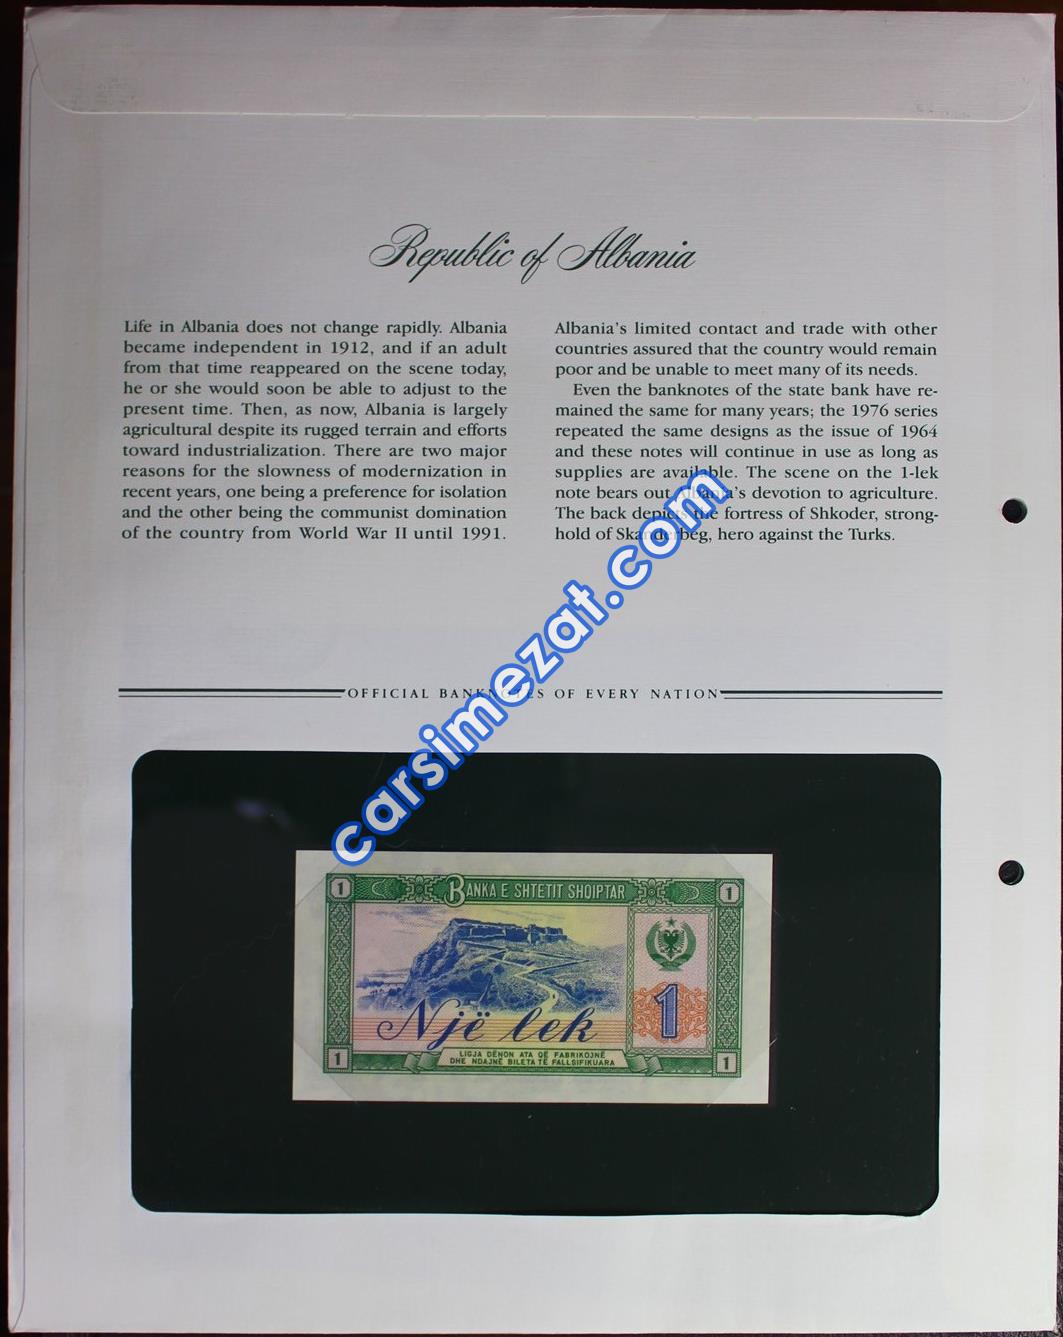 Republic of Albania
Life in Albania does not change rapidly. Albania
became independent in 1912, and if an adult
from that time reappeared on the scene today,
he or she would soon be able to adjust to the
present time. Then, as now, Albania is largely
agricultural despite its rugged terrain and efforts
toward industrialization. There are two major
reasons for the slowness of modernization in
recent years, one being a preference for isolation
and the other being the communist domination
of the country from World War II until 1991.
Albania's limited contact and trade with other
countries assured that the country would remain
poor and be unable to meet many of its needs.
Even the banknotes of the state bank have re-
mained the same for many years; the 1976 series
repeated the same designs as the issue of 1964
and these notes will continue in use as long as
supplies are available. The scene on the 1-lek
note bears out Albania's devotion to agriculture.
The back depicts the fortress of Shkoder, strong-
hold of Skanderbeg, hero against the Turks.
carsimezat.com
OFFICIAL BANKNOTES OF EVERY NATION
1 BANKA E SHTETIT SHQIPTAR 1
Një lek 1
1 LIGJA DËNON ATA QË FABRIKOJNË
DHE NDAJNË BILETA TË FALLSIFIKUARA 1